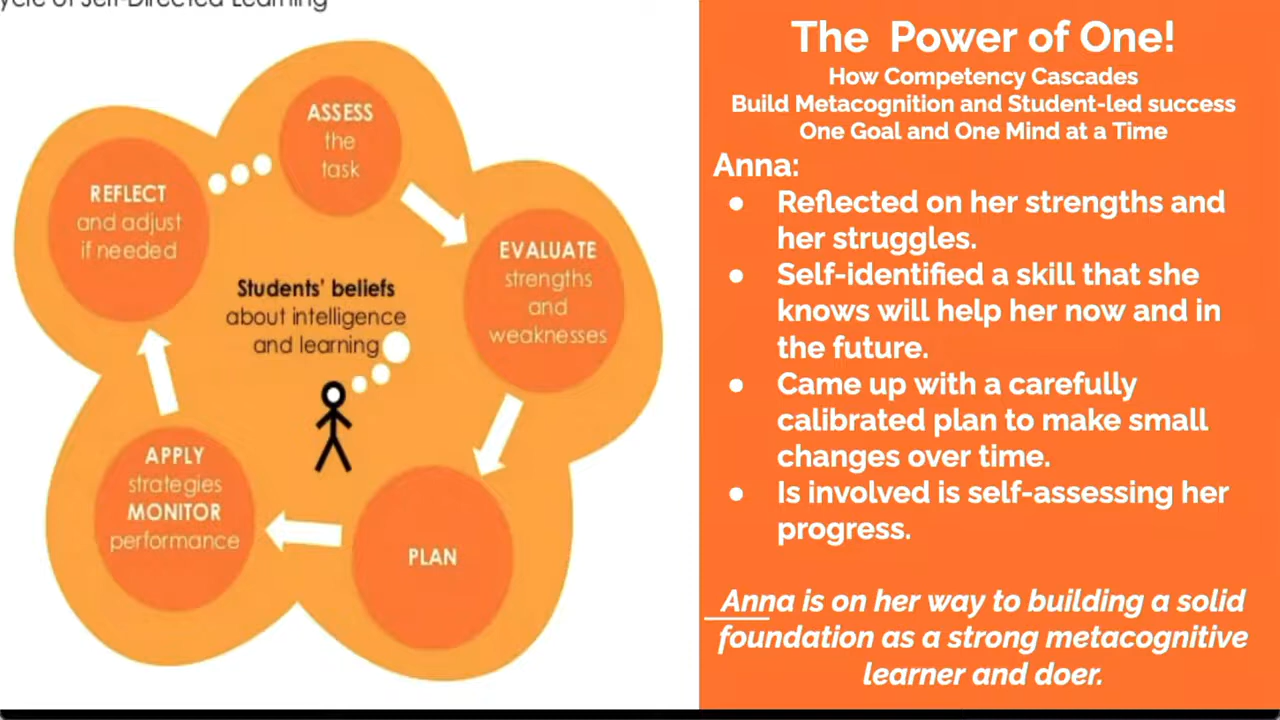 ycle of Self-Directed Learning
ASSESS
the
task
REFLECT
and adjust
if needed
EVALUATE
strengths
and
weaknesses
Students' beliefs
about intelligence
and learning
APPLY
strategies
MONITOR
performance
PLAN
The Power of One!
How Competency Cascades
Build Metacognition and Student-led success
One Goal and One Mind at a Time
Anna:
● Reflected on her strengths and
her struggles.
● Self-identified a skill that she
knows will help her now and in
the future.
● Came up with a carefully
calibrated plan to make small
changes over time.
● Is involved is self-assessing her
progress.
Anna is on her way to building a solid
foundation as a strong metacognitive
learner and doer.